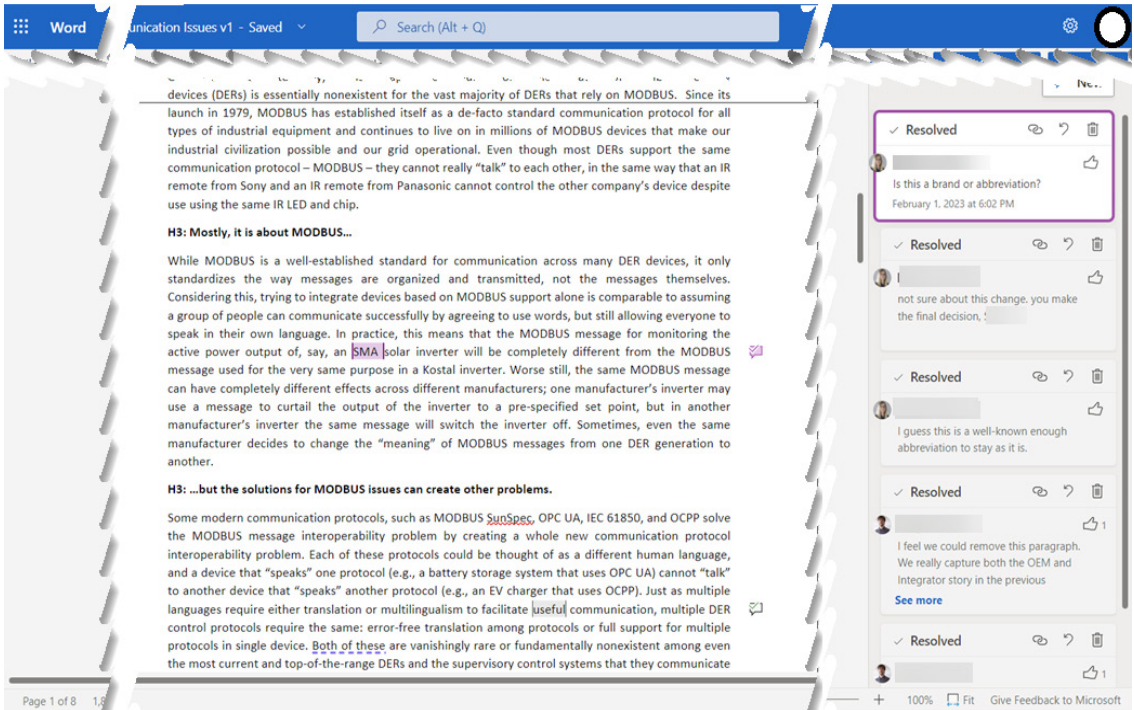 Word
unication Issues v1 - Saved
Search (Alt + Q)
devices (DERs) is essentially nonexistent for the vast majority of DERs that rely on MODBUS. Since its
launch in 1979, MODBUS has established itself as a de-facto standard communication protocol for all
types of industrial equipment and continues to live on in millions of MODBUS devices that make our
industrial civilization possible and our grid operational. Even though most DERs support the same
communication protocol – MODBUS – they cannot really “talk” to each other, in the same way that an IR
remote from Sony and an IR remote from Panasonic cannot control the other company’s device despite
use using the same IR LED and chip.
H3: Mostly, it is about MODBUS…
While MODBUS is a well-established standard for communication across many DER devices, it only
standardizes the way messages are organized and transmitted, not the messages themselves.
Considering this, trying to integrate devices based on MODBUS support alone is comparable to assuming
a group of people can communicate successfully by agreeing to use words, but still allowing everyone to
speak in their own language. In practice, this means that the MODBUS message for monitoring the
active power output of, say, an SMA solar inverter will be completely different from the MODBUS
message used for the very same purpose in a Kostal inverter. Worse still, the same MODBUS message
can have completely different effects across different manufacturers; one manufacturer’s inverter may
use a message to curtail the output of the inverter to a pre-specified set point, but in another
manufacturer’s inverter the same message will switch the inverter off. Sometimes, even the same
manufacturer decides to change the “meaning” of MODBUS messages from one DER generation to
another.
H3: …but the solutions for MODBUS issues can create other problems.
Some modern communication protocols, such as MODBUS SunSpec, OPC UA, IEC 61850, and OCPP solve
the MODBUS message interoperability problem by creating a whole new communication protocol
interoperability problem. Each of these protocols could be thought of as a different human language,
and a device that “speaks” one protocol (e.g., a battery storage system that uses OPC UA) cannot “talk”
to another device that “speaks” another protocol (e.g., an EV charger that uses OCPP). Just as multiple
languages require either translation or multilingualism to facilitate useful communication, multiple DER
control protocols require the same: error-free translation among protocols or full support for multiple
protocols in single device. Both of these are vanishingly rare or fundamentally nonexistent among even
the most current and top-of-the-range DERs and the supervisory control systems that they communicate
Resolved
Is this a brand or abbreviation?
February 1, 2023 at 6:02 PM
Resolved
not sure about this change. you make
the final decision,
Resolved
I guess this is a well-known enough
abbreviation to stay as it is.
Resolved
1
I feel we could remove this paragraph.
We really capture both the OEM and
Integrator story in the previous
See more
Resolved
1
Page 1 of 8
1,8
100%
Fit
Give Feedback to Microsoft